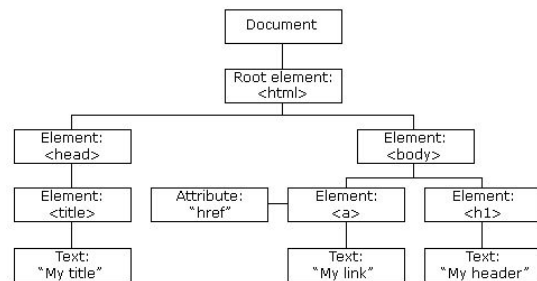 Document
Root element:
<html>
Element:
<head>
Element:
<body>
Element:
<title>
Attribute:
"href"
Element:
<a>
Element:
<h1>
Text:
"My title"
Text:
"My link"
Text:
"My header"